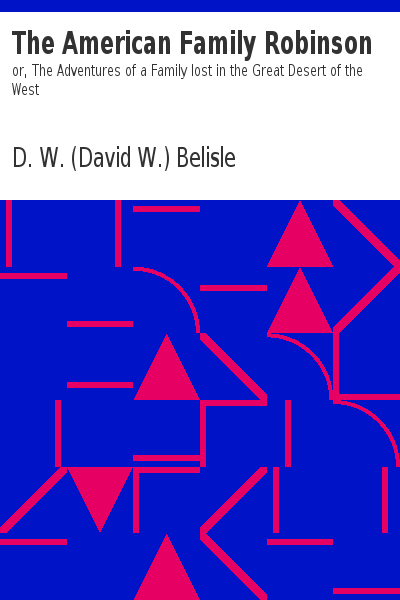 The American Family Robinson
or, The Adventures of a Family lost in the Great Desert of the
West
D. W. (David W.) Belisle